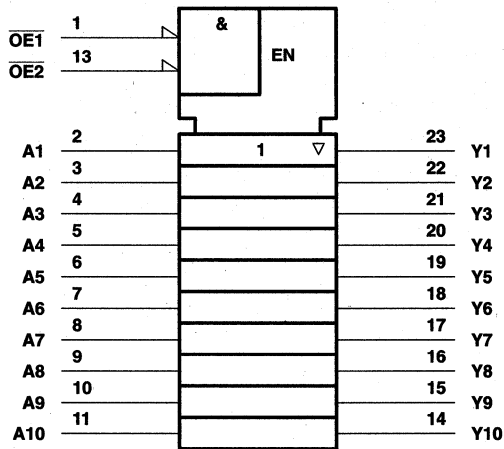 &
1
OE1
13
OE2
EN
2 1 ▽ 23
A1 Y1
3 22
A2 Y2
4 21
A3 Y3
5 20
A4 Y4
6 19
A5 Y5
7 18
A6 Y6
8 17
A7 Y7
9 16
A8 Y8
10 15
A9 Y9
11 14
A10 Y10